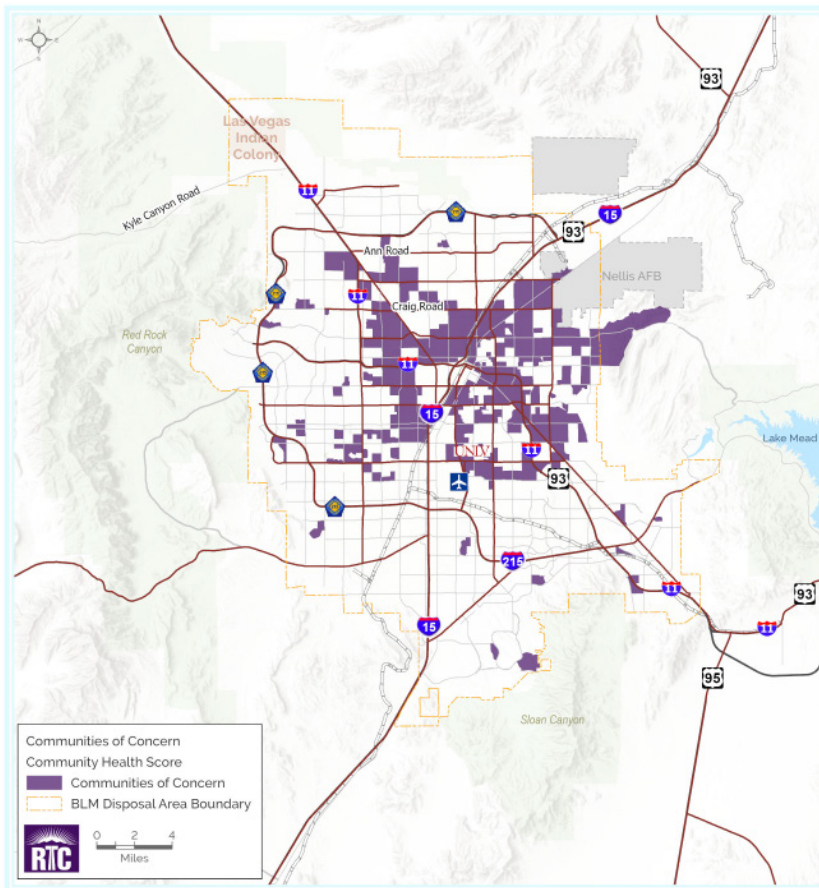 N
W E
S
93
Las Vegas
Indian
Colony
11
Kyle Canyon Road
15
93
Ann Road
Nellis AFB
11
Craig Road
Red Rock
Canyon
11
15
Lake Mead
UNLV
11
93
215
11
93
15
11
95
Sloan Canyon
Communities of Concern
Community Health Score
Communities of Concern
BLM Disposal Area Boundary
RTC
0 2 4
Miles